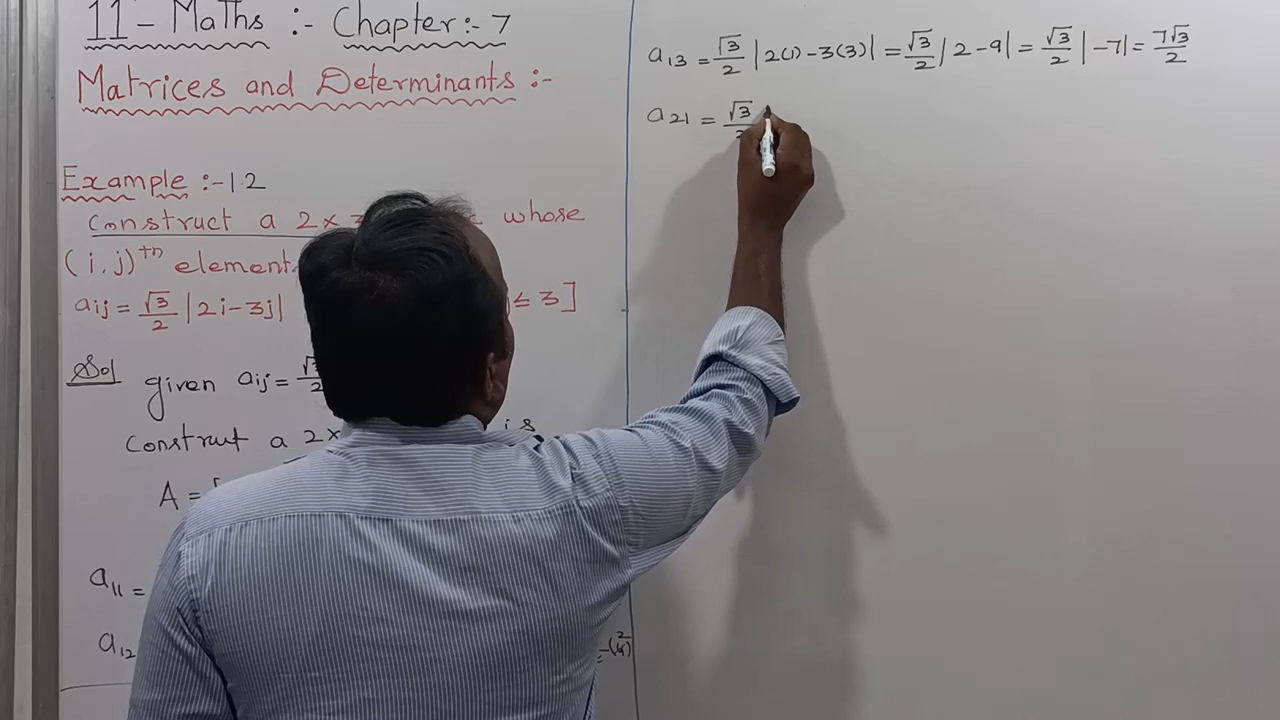 11 - Maths :- Chapter :- 7
Matrices and Determinants :-
Example :- 1.2
Construct a 2× whose
(i,j)th element
aij = √3/2 |2i-3j| ≤ 3]
Sol given aij =
Construct a 2× is
A = [
a11 =
a12
a13 = √3/2 |2(1)-3(3)| = √3/2 |2-9| = √3/2 |-7| = 7√3/2
a21 = √3/2